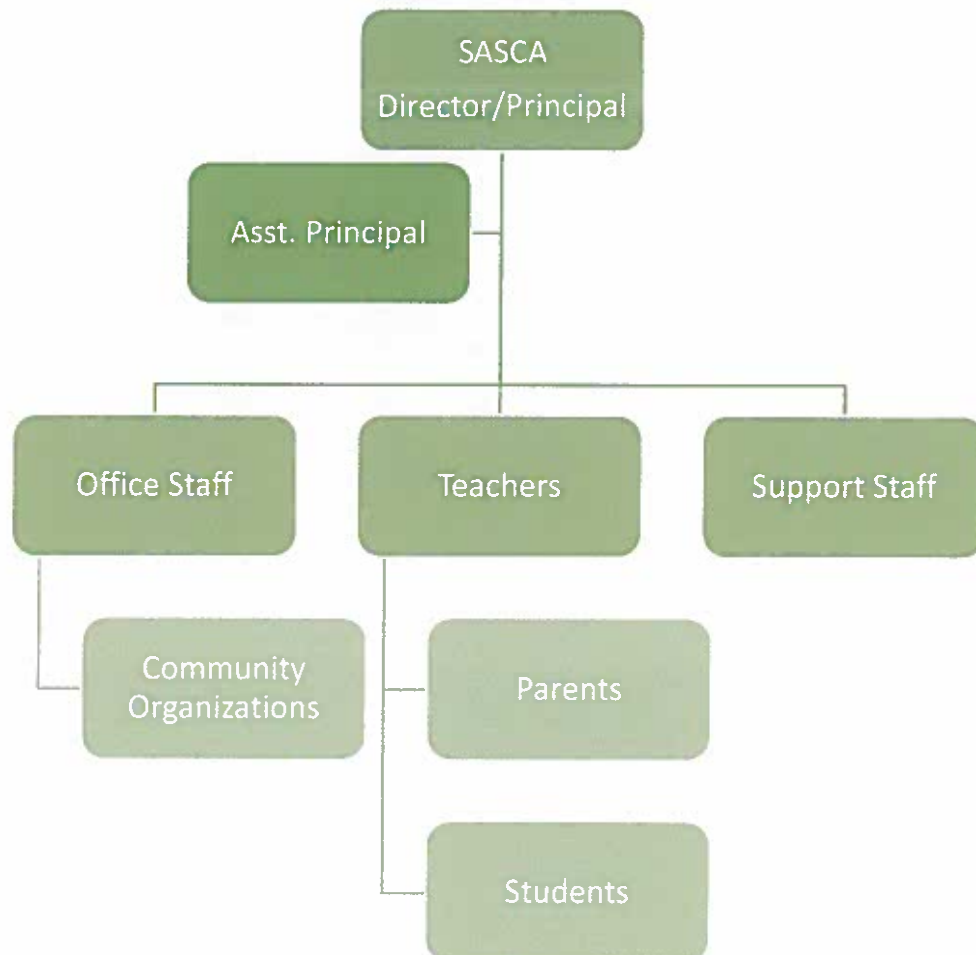 SASCA
Director/Principal
Asst. Principal
Office Staff
Teachers
Support Staff
Community
Organizations
Parents
Students